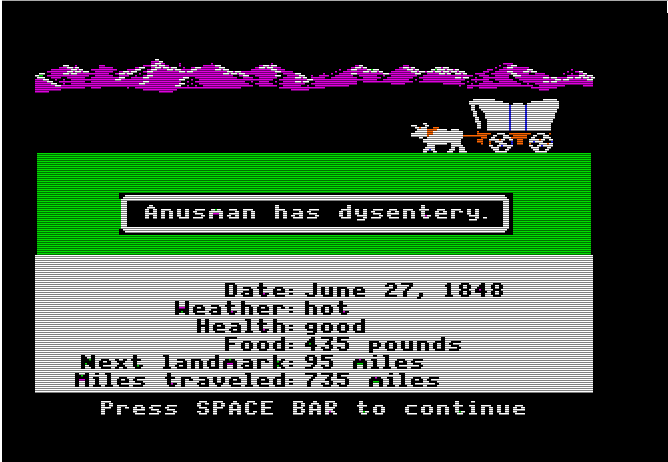 Anusman has dysentery.
Date: June 27, 1848
Weather: hot
Health: good
Food: 435 pounds
Next landmark: 95 miles
Miles traveled: 735 miles
Press SPACE BAR to continue